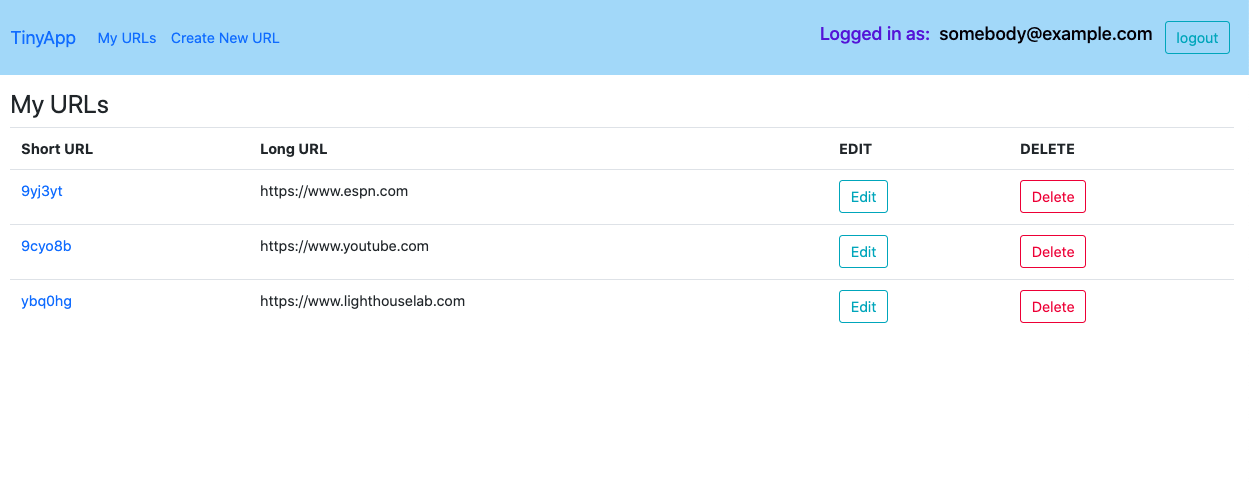 TinyApp My URLs Create New URL Logged in as: somebody@example.com logout
My URLs
Short URL Long URL EDIT DELETE
9yj3yt https://www.espn.com Edit Delete
9cyo8b https://www.youtube.com Edit Delete
ybq0hg https://www.lighthouselab.com Edit Delete